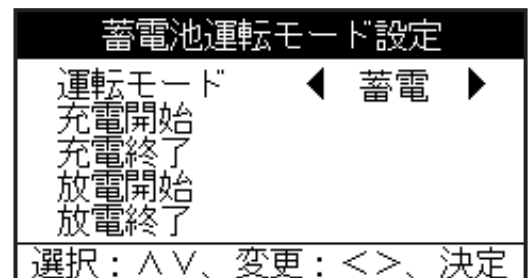 蓄電池運転モード設定
運転モード ◀ 蓄電 ▶
充電開始
充電終了
放電開始
放電終了
選択：∧∨、変更：＜＞、決定